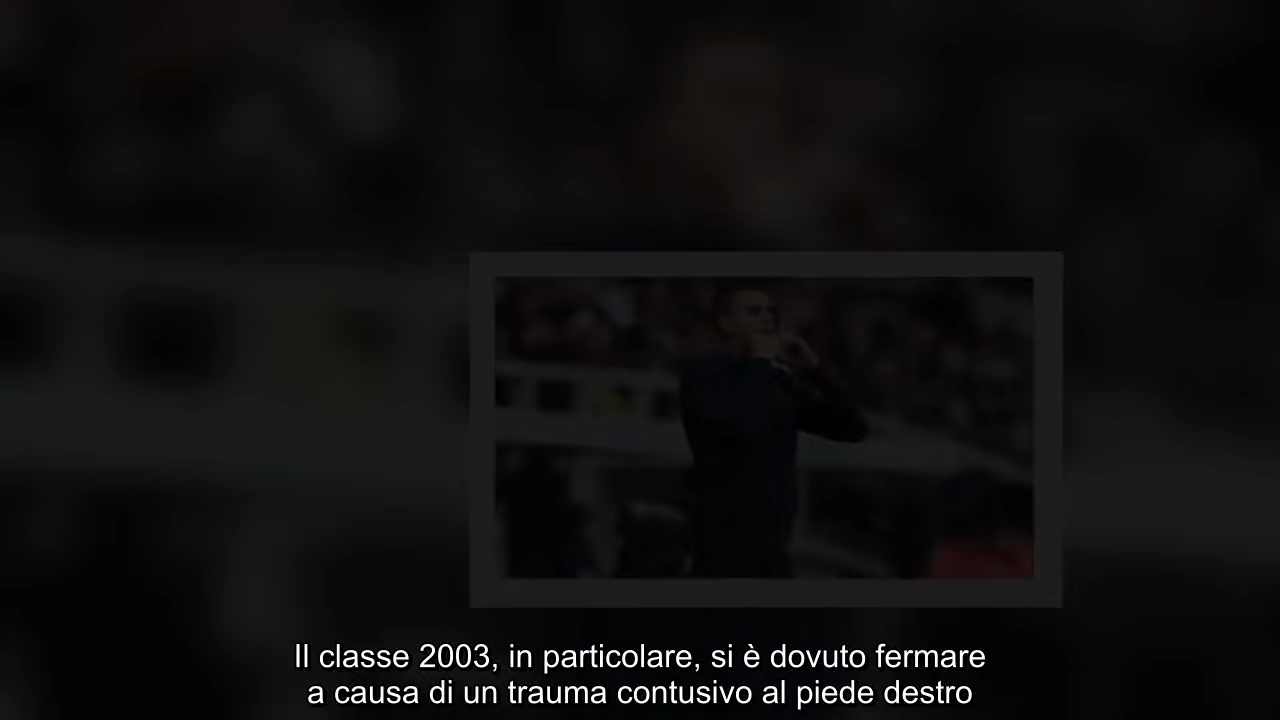 Il classe 2003, in particolare, si è dovuto fermare
a causa di un trauma contusivo al piede destro